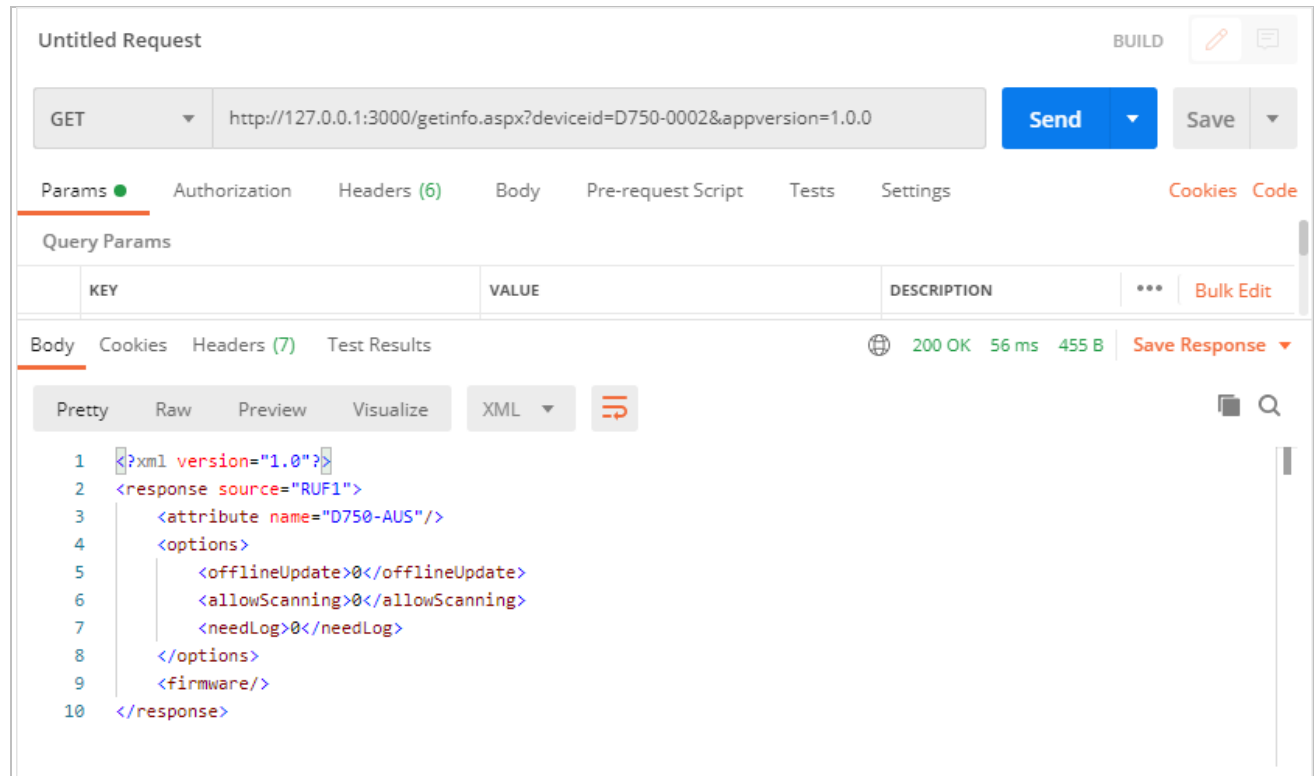 Untitled Request BUILD
GET http://127.0.0.1:3000/getinfo.aspx?deviceid=D750-0002&appversion=1.0.0 Send Save
Params Authorization Headers (6) Body Pre-request Script Tests Settings Cookies Code
Query Params
KEY VALUE DESCRIPTION ••• Bulk Edit
Body Cookies Headers (7) Test Results 200 OK 56 ms 455 B Save Response
Pretty Raw Preview Visualize XML
1 <?xml version="1.0"?>
2 <response source="RUF1">
3 <attribute name="D750-AUS"/>
4 <options>
5 <offlineUpdate>0</offlineUpdate>
6 <allowScanning>0</allowScanning>
7 <needLog>0</needLog>
8 </options>
9 <firmware/>
10 </response>